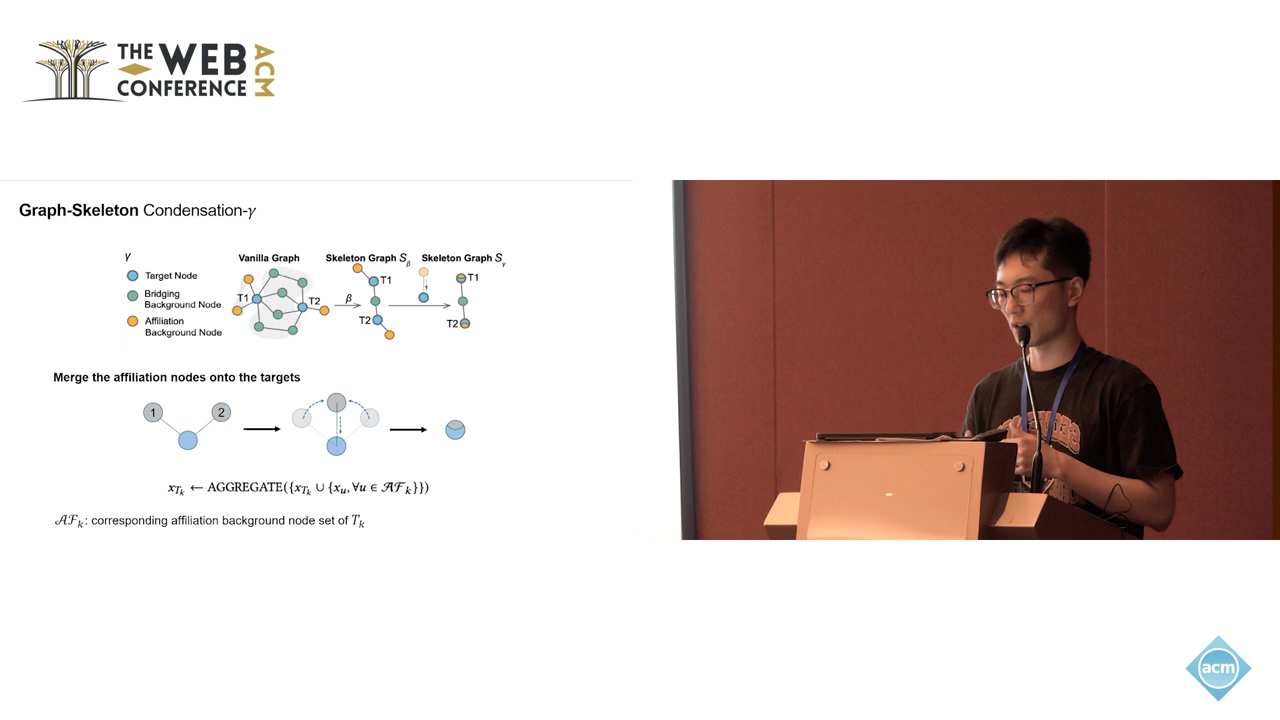 THE WEB
CONFERENCE
ACM
Graph-Skeleton Condensation-γ
γ
Vanilla Graph
Skeleton Graph Sβ
Skeleton Graph Sγ
Target Node
Bridging
Background Node
Affiliation
Background Node
T1
T2
β
T1
T2
T1
T2
Merge the affiliation nodes onto the targets
1
2
x_{T_k} ← AGGREGATE({x_{T_k} ∪ {x_u, ∀u ∈ 𝒜ℱ_k}})
𝒜ℱ_k: corresponding affiliation background node set of T_k
acm